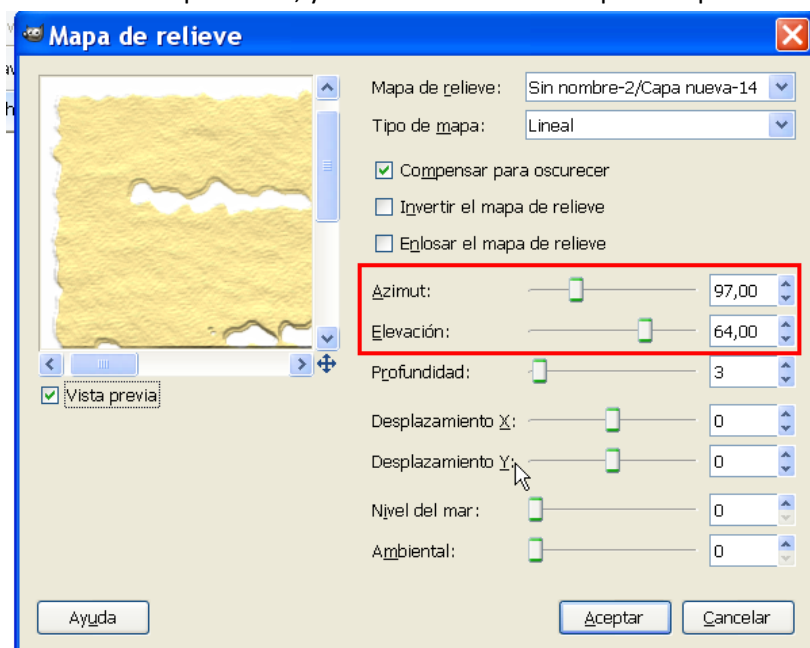 Mapa de relieve
Mapa de relieve: Sin nombre-2/Capa nueva-14
Tipo de mapa: Lineal
Compensar para oscurecer
Invertir el mapa de relieve
Enlosar el mapa de relieve
Azimut: 97,00
Elevación: 64,00
Profundidad: 3
Vista previa
Desplazamiento X: 0
Desplazamiento Y: 0
Nivel del mar: 0
Ambiental: 0
Ayuda Aceptar Cancelar